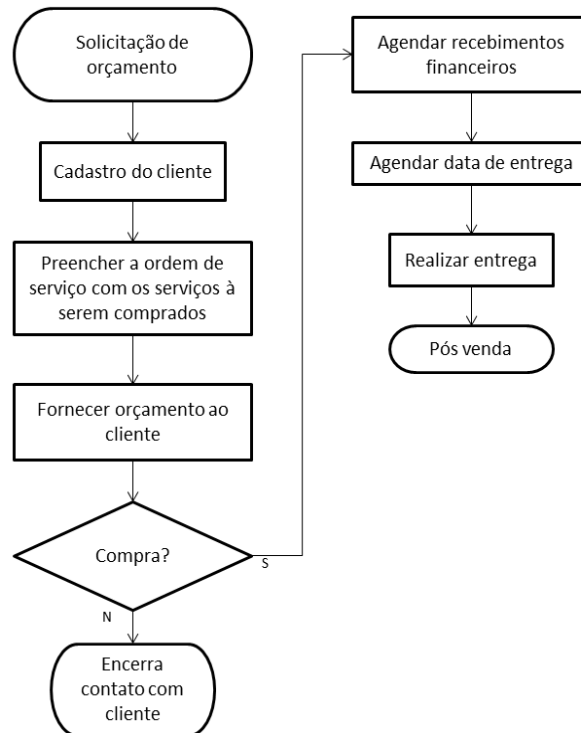 Solicitação de
orçamento
Cadastro do cliente
Preencher a ordem de
serviço com os serviços à
serem comprados
Fornecer orçamento ao
cliente
Compra?
S
N
Encerra
contato com
cliente
Agendar recebimentos
financeiros
Agendar data de entrega
Realizar entrega
Pós venda